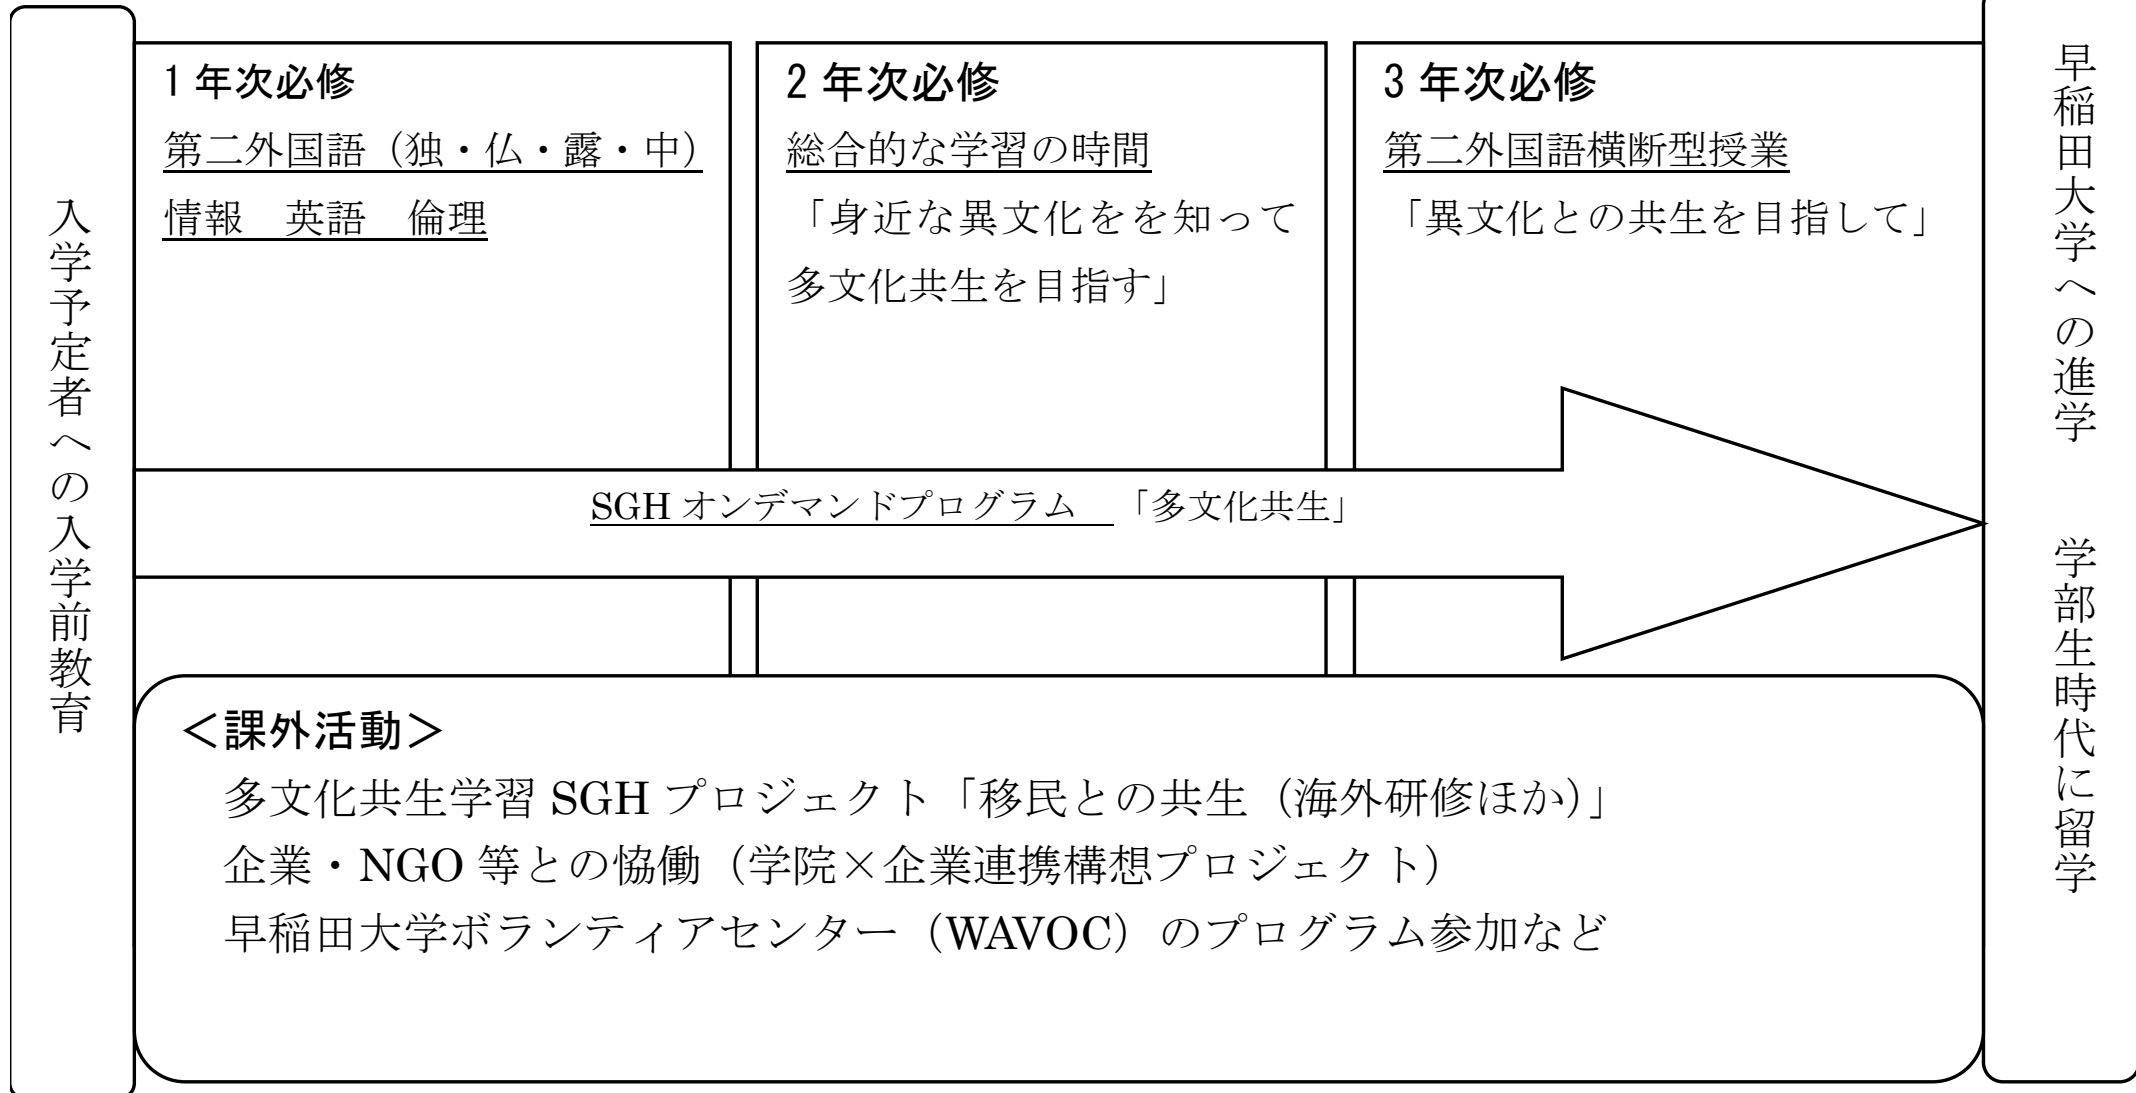 入学予定者への入学前教育
1 年次必修
第二外国語（独・仏・露・中）
情報　英語　倫理
2 年次必修
総合的な学習の時間
「身近な異文化をを知って
多文化共生を目指す」
3 年次必修
第二外国語横断型授業
「異文化との共生を目指して」
SGH オンデマンドプログラム　「多文化共生」
＜課外活動＞
多文化共生学習 SGH プロジェクト「移民との共生（海外研修ほか）」
企業・NGO 等との協働（学院×企業連携構想プロジェクト）
早稲田大学ボランティアセンター（WAVOC）のプログラム参加など
早稲田大学への進学　学部生時代に留学